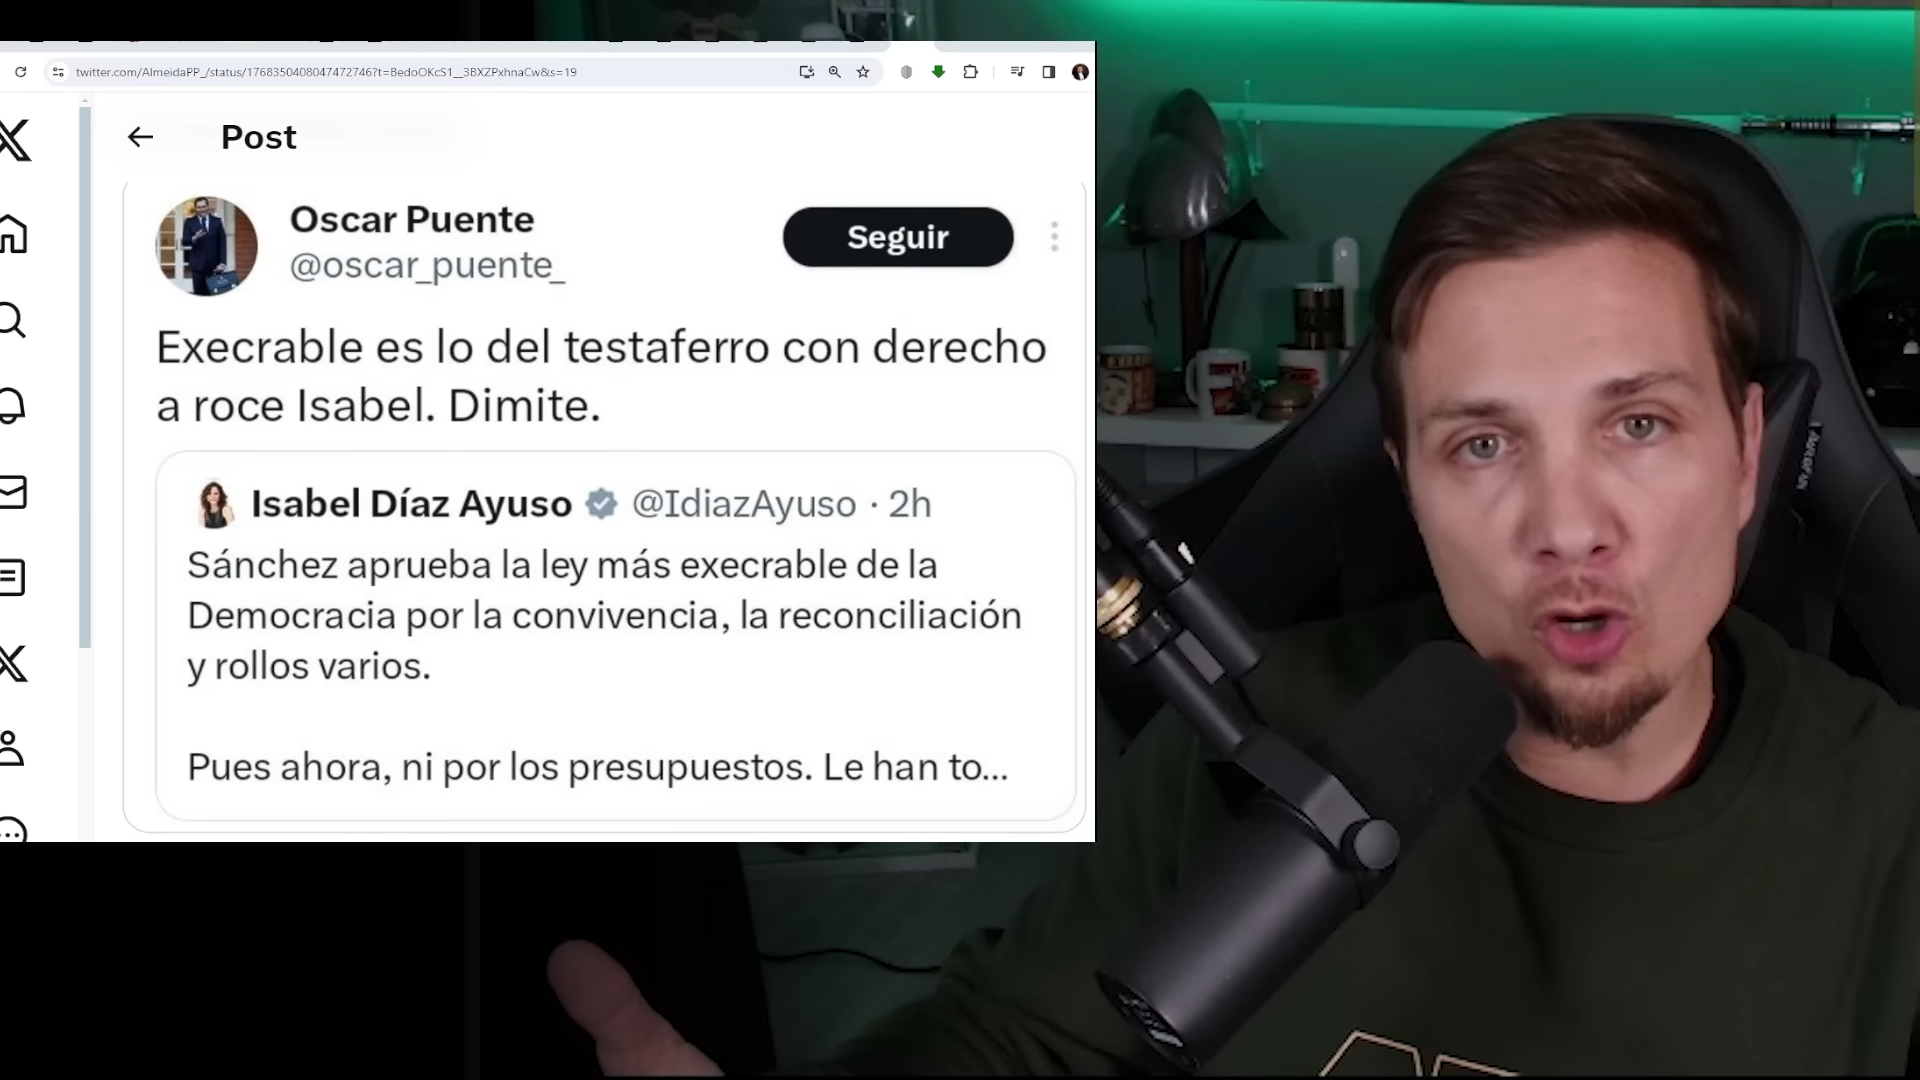 twitter.com/AlmeidaPP_/status/1768350408047472746?t=BedoOKcS1__3BXZPxhnaCw&s=19
Post
Oscar Puente
@oscar_puente_
Seguir
Execrable es lo del testaferro con derecho
a roce Isabel. Dimite.
Isabel Díaz Ayuso @IdiazAyuso · 2h
Sánchez aprueba la ley más execrable de la
Democracia por la convivencia, la reconciliación
y rollos varios.
Pues ahora, ni por los presupuestos. Le han to...